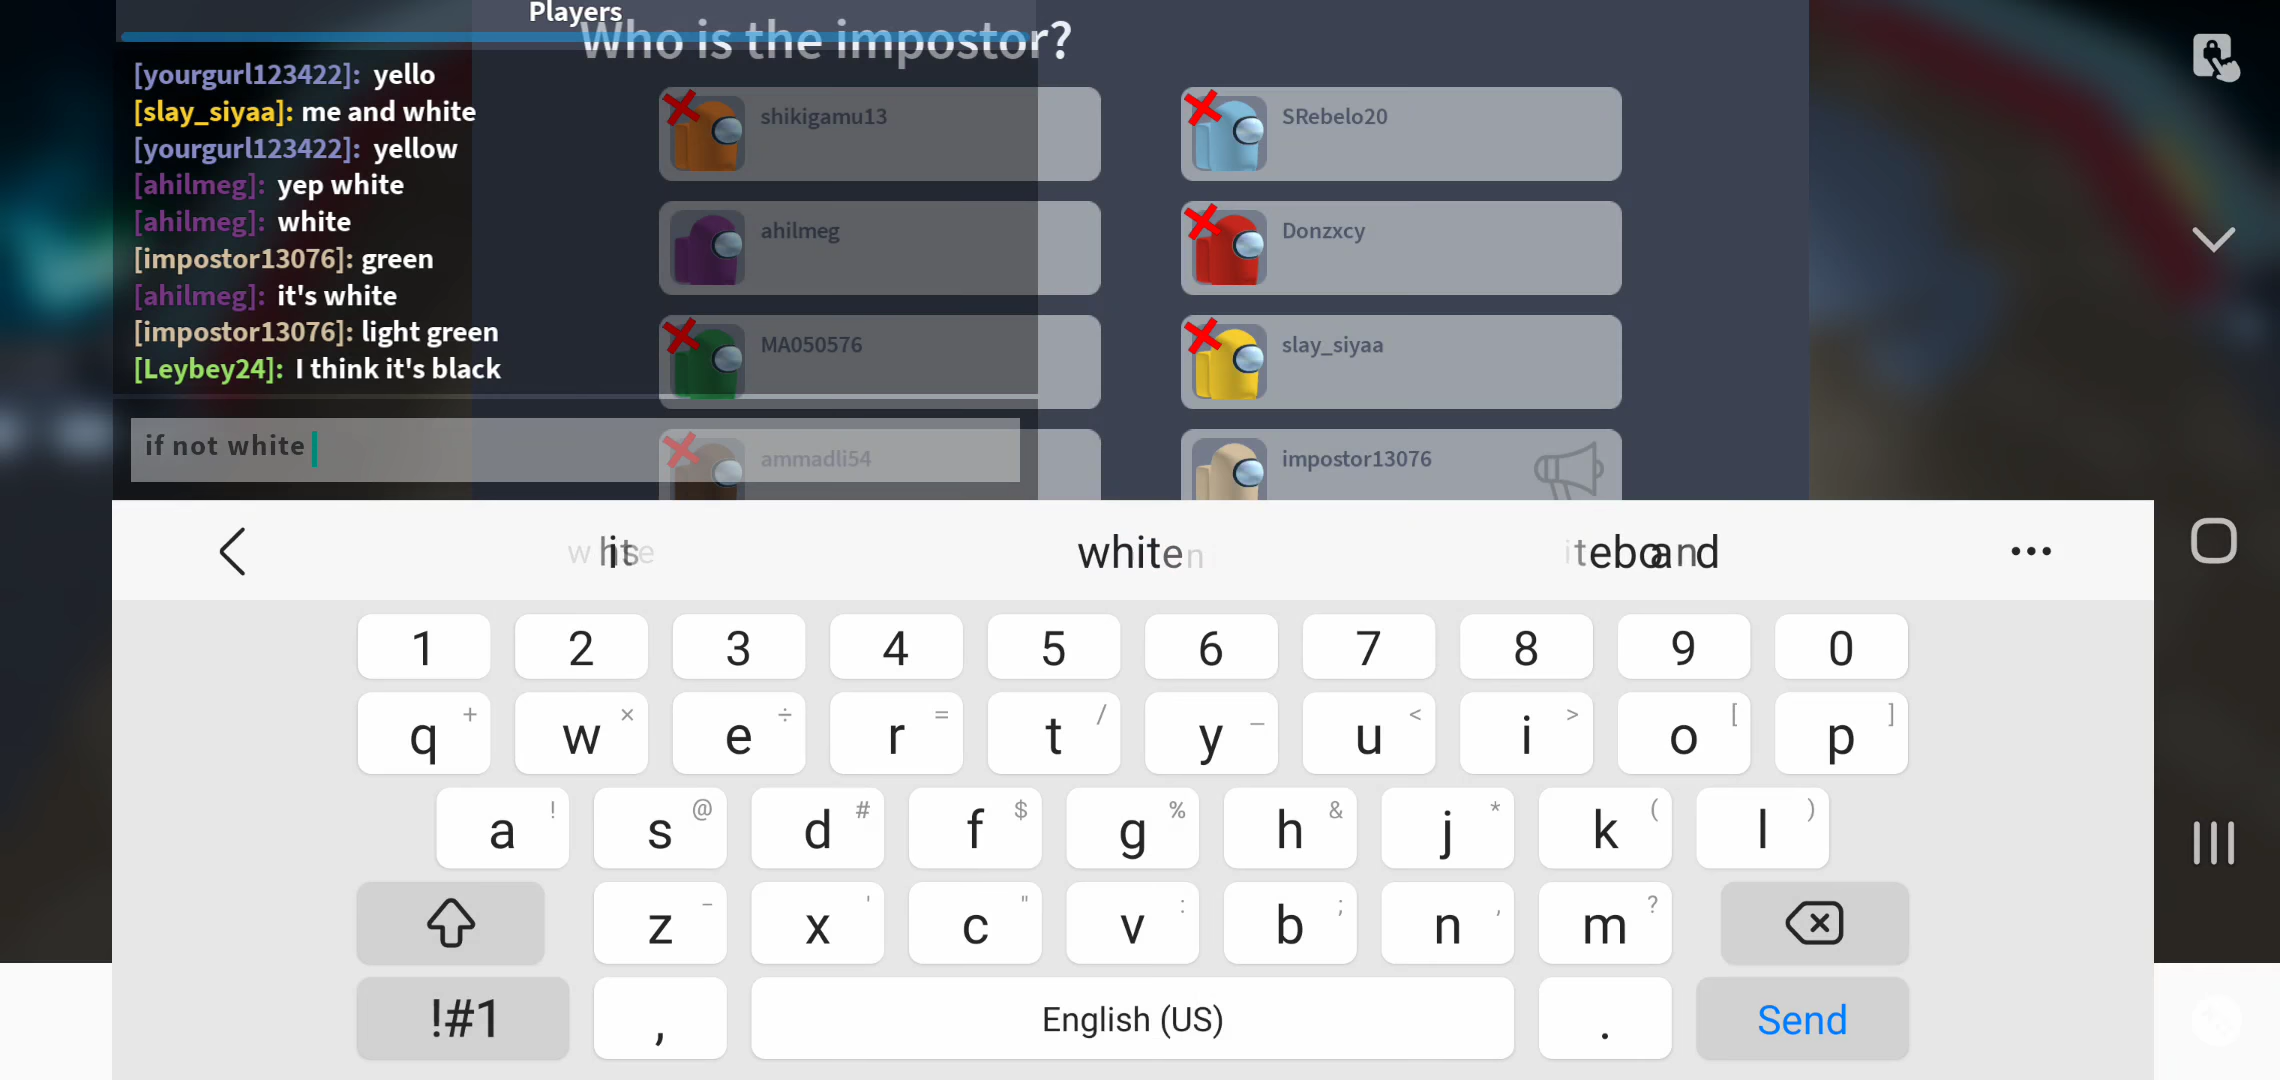 Players
Who is the impostor?
[yourgurl123422]: yello
[slay_siyaa]: me and white
[yourgurl123422]: yellow
[ahilmeg]: yep white
[ahilmeg]: white
[impostor13076]: green
[ahilmeg]: it's white
[impostor13076]: light green
[Leybey24]: I think it's black
if not white
shikigamu13
SRebelo20
ahilmeg
Donzxcy
MA050576
slay_siyaa
ammadli54
impostor13076
1 2 3 4 5 6 7 8 9 0
q + w × e ÷ r = t / y _ u < i > o [ p ]
a ! s @ d # f $ g % h & j * k ( l )
z - x ' c " v : b ; n , m ?
!#1 , English (US) . Send